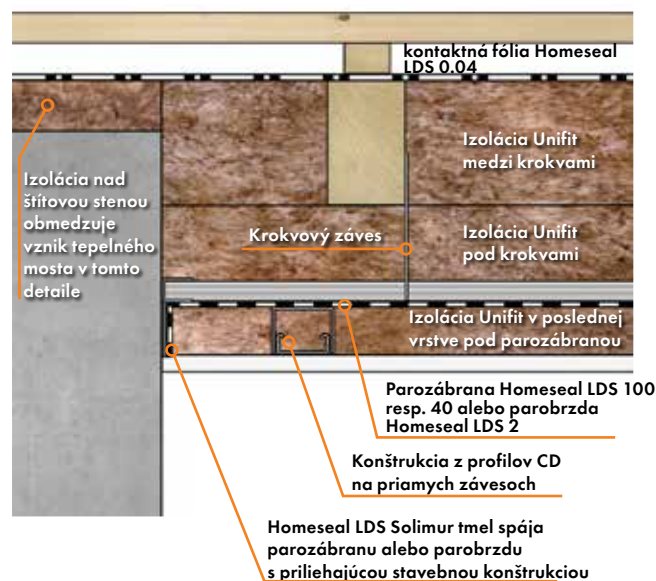 kontaktná fólia Homeseal
LDS 0.04
Izolácia Unifit
medzi krokvami
Izolácia nad
štítovou stenou
obmedzuje
vznik tepelného
mosta v tomto
detaile
Krokvový záves
Izolácia Unifit
pod krokvami
Izolácia Unifit v poslednej
vrstve pod parozábranou
Parozábrana Homeseal LDS 100
resp. 40 alebo parobrzda
Homeseal LDS 2
Konštrukcia z profilov CD
na priamych závesoch
Homeseal LDS Solimur tmel spája
parozábranu alebo parobrzdu
s priliehajúcou stavebnou konštrukciou